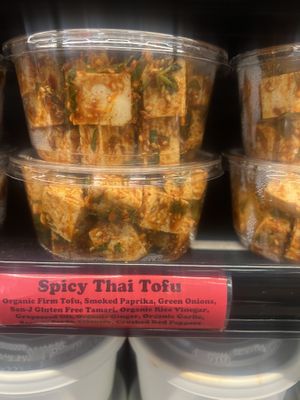 Spicy Thai Tofu
Organic Firm Tofu, Smoked Paprika, Green Onions,
San-J Gluten Free Tamari, Organic Rice Vinegar,
Grapeseed Oil, Organic Ginger, Organic Garlic,
Crushed Red Peppers